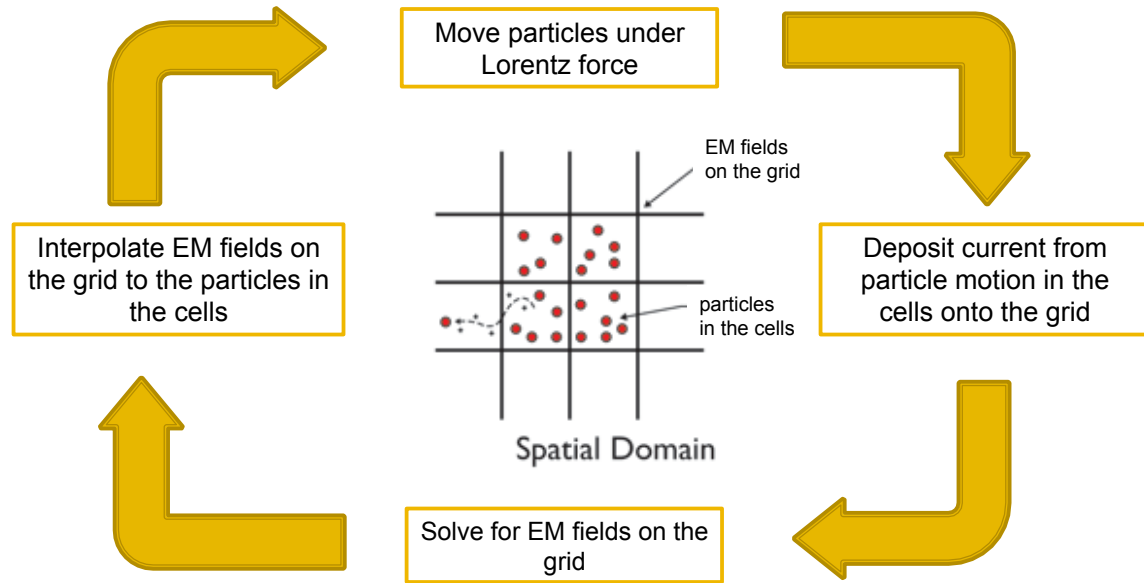 Move particles under
Lorentz force
EM fields
on the grid
Interpolate EM fields on
the grid to the particles in
the cells
Deposit current from
particle motion in the
cells onto the grid
particles
in the cells
Spatial Domain
Solve for EM fields on the
grid